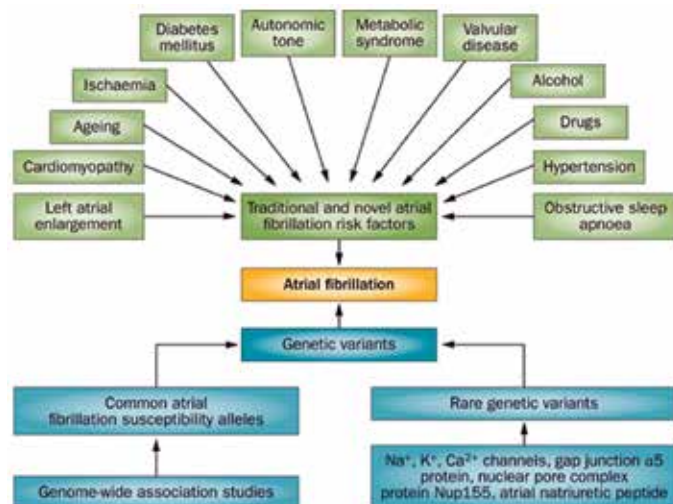 Diabetes
mellitus
Autonomic
tone
Metabolic
syndrome
Valvular
disease
Ischaemia
Alcohol
Ageing
Drugs
Cardiomyopathy
Hypertension
Left atrial
enlargement
Traditional and novel atrial
fibrillation risk factors
Obstructive sleep
apnoea
Atrial fibrillation
Genetic variants
Common atrial
fibrillation susceptibility alleles
Rare genetic variants
Genome-wide association studies
Na⁺, K⁺, Ca²⁺ channels, gap junction α5
protein, nuclear pore complex
protein Nup155, atrial natriuretic peptide